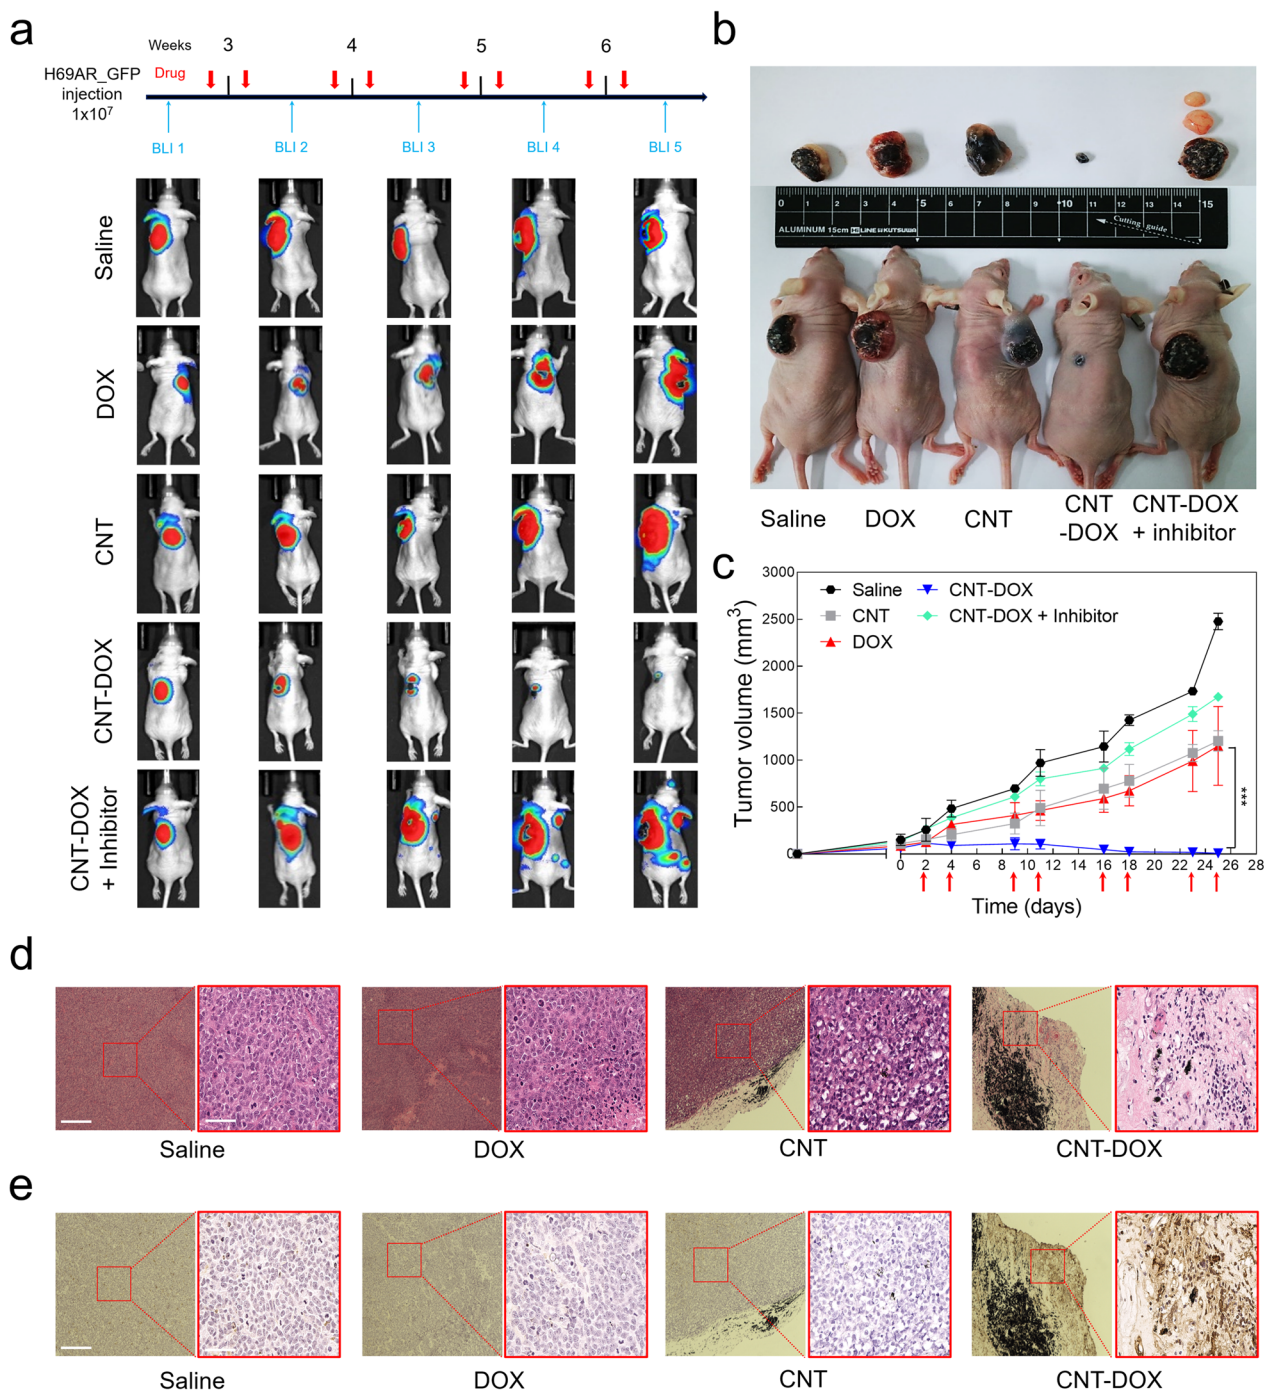 a
Weeks 3 4 5 6
H69AR_GFP
injection
1x10⁷
Drug
BLI 1 BLI 2 BLI 3 BLI 4 BLI 5
Saline
DOX
CNT
CNT-DOX
CNT-DOX
+ Inhibitor
b
0 1 2 3 4 5 6 7 8 9 10 11 12 13 14 15
Cutting guide
ALUMINUM 15cm HiLINE KUTSUWA
Saline DOX CNT CNT
-DOX CNT-DOX
+ inhibitor
c
Tumor volume (mm³)
3000
2500
2000
1500
1000
500
0
Saline CNT-DOX
CNT CNT-DOX + Inhibitor
DOX
***
0 2 4 6 8 10 12 14 16 18 20 22 24 26 28
Time (days)
d
Saline DOX CNT CNT-DOX
e
Saline DOX CNT CNT-DOX